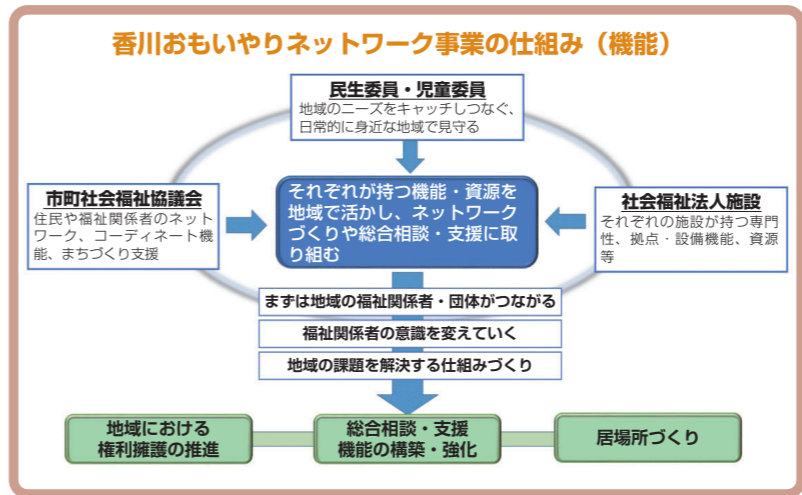 香川おもいやりネットワーク事業の仕組み（機能）
民生委員・児童委員
地域のニーズをキャッチしつなぐ、
日常的に身近な地域で見守る
市町社会福祉協議会
住民や福祉関係者のネット
ワーク、コーディネート機
能、まちづくり支援
それぞれが持つ機能・資源を
地域で活かし、ネットワーク
づくりや総合相談・支援に取
り組む
社会福祉法人施設
それぞれの施設が持つ専門
性、拠点・設備機能、資源
等
まずは地域の福祉関係者・団体がつながる
福祉関係者の意識を変えていく
地域の課題を解決する仕組みづくり
地域における
権利擁護の推進
総合相談・支援
機能の構築・強化
居場所づくり